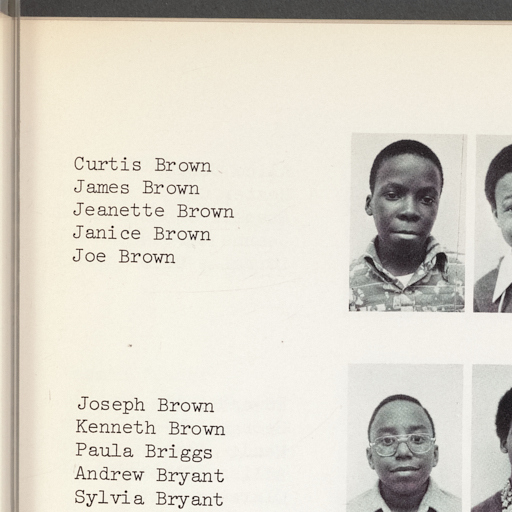 Curtis Brown
James Brown
Jeanette Brown
Janice Brown
Joe Brown
Joseph Brown
Kenneth Brown
Paula Briggs
Andrew Bryant
Sylvia Bryant